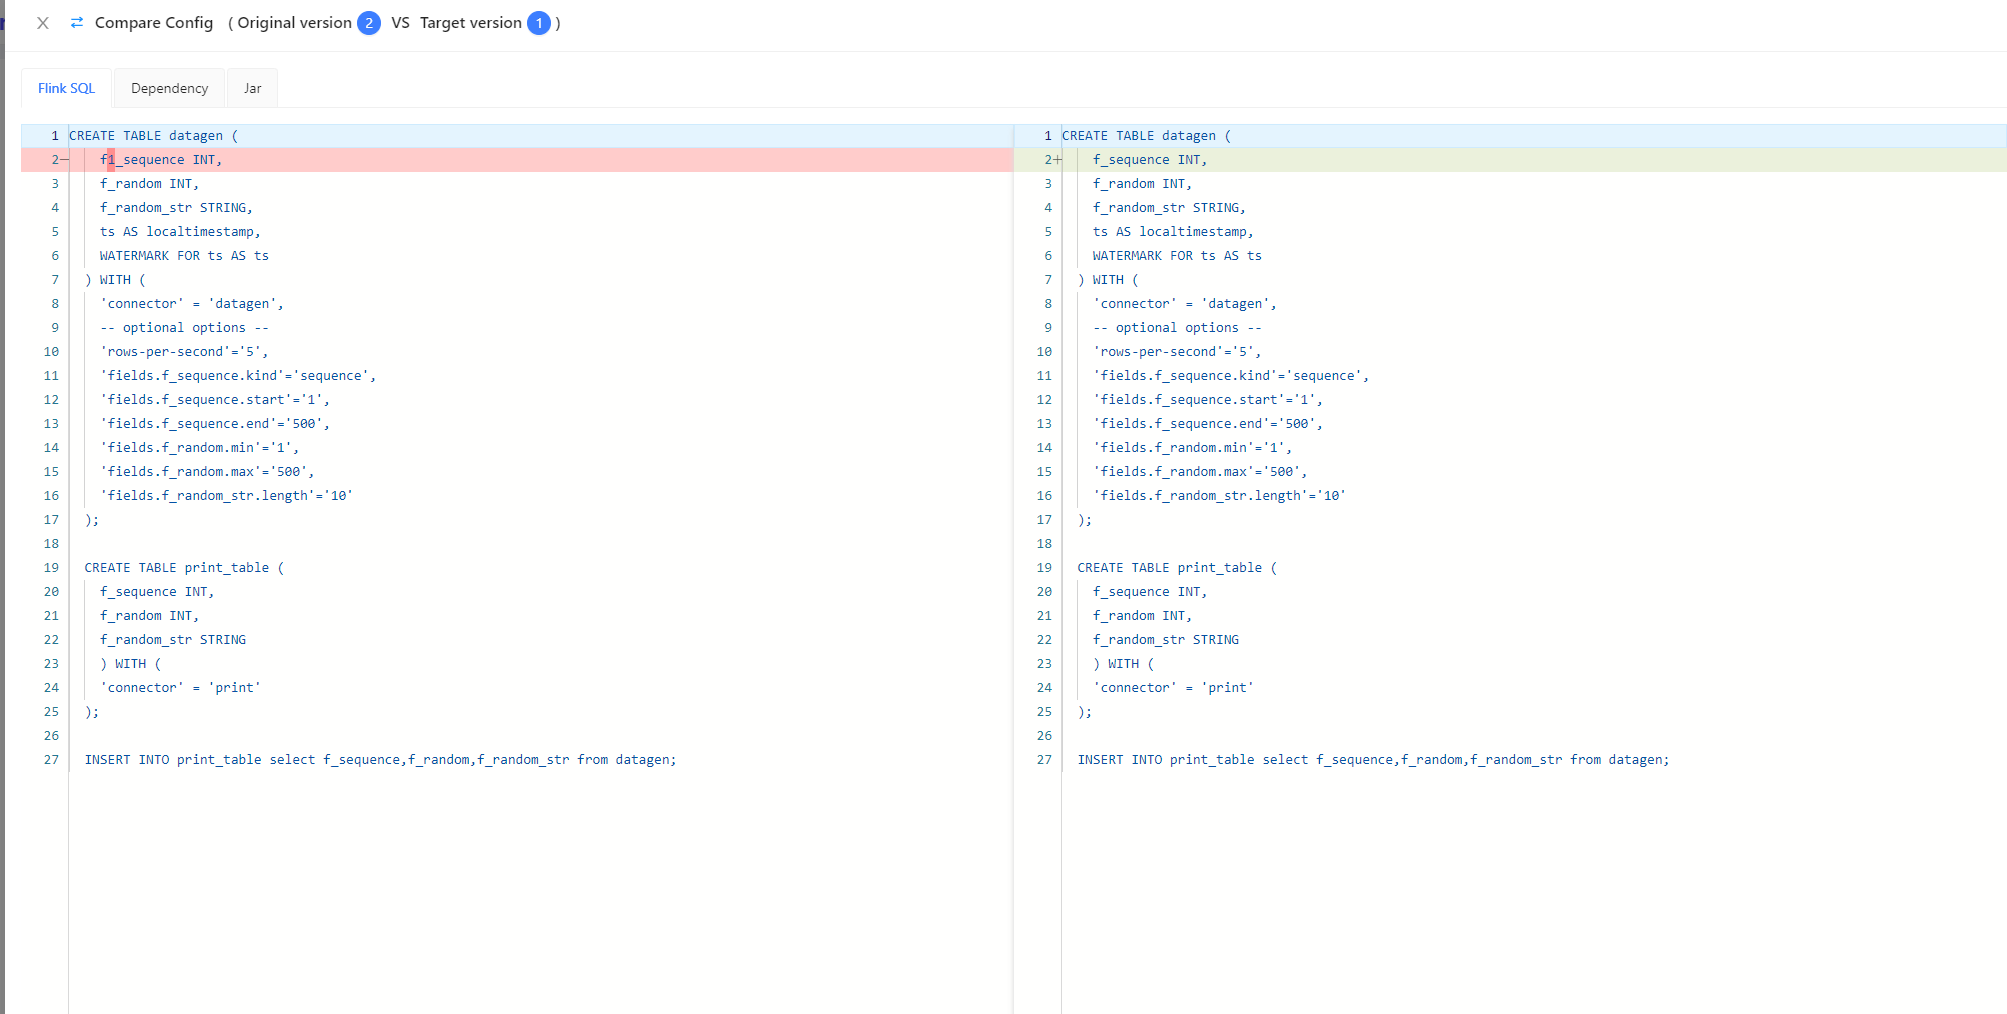 Compare Config ( Original version 2 VS Target version 1 )
Flink SQL Dependency Jar
1 CREATE TABLE datagen (
2- f1_sequence INT,
3 f_random INT,
4 f_random_str STRING,
5 ts AS localtimestamp,
6 WATERMARK FOR ts AS ts
7 ) WITH (
8 'connector' = 'datagen',
9 -- optional options --
10 'rows-per-second'='5',
11 'fields.f_sequence.kind'='sequence',
12 'fields.f_sequence.start'='1',
13 'fields.f_sequence.end'='500',
14 'fields.f_random.min'='1',
15 'fields.f_random.max'='500',
16 'fields.f_random_str.length'='10'
17 );
18
19 CREATE TABLE print_table (
20 f_sequence INT,
21 f_random INT,
22 f_random_str STRING
23 ) WITH (
24 'connector' = 'print'
25 );
26
27 INSERT INTO print_table select f_sequence,f_random,f_random_str from datagen;
1 CREATE TABLE datagen (
2+ f_sequence INT,
3 f_random INT,
4 f_random_str STRING,
5 ts AS localtimestamp,
6 WATERMARK FOR ts AS ts
7 ) WITH (
8 'connector' = 'datagen',
9 -- optional options --
10 'rows-per-second'='5',
11 'fields.f_sequence.kind'='sequence',
12 'fields.f_sequence.start'='1',
13 'fields.f_sequence.end'='500',
14 'fields.f_random.min'='1',
15 'fields.f_random.max'='500',
16 'fields.f_random_str.length'='10'
17 );
18
19 CREATE TABLE print_table (
20 f_sequence INT,
21 f_random INT,
22 f_random_str STRING
23 ) WITH (
24 'connector' = 'print'
25 );
26
27 INSERT INTO print_table select f_sequence,f_random,f_random_str from datagen;